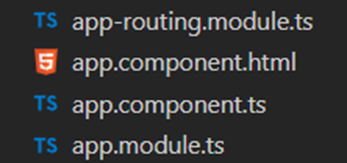 TS app-routing.module.ts
5 app.component.html
TS app.component.ts
TS app.module.ts